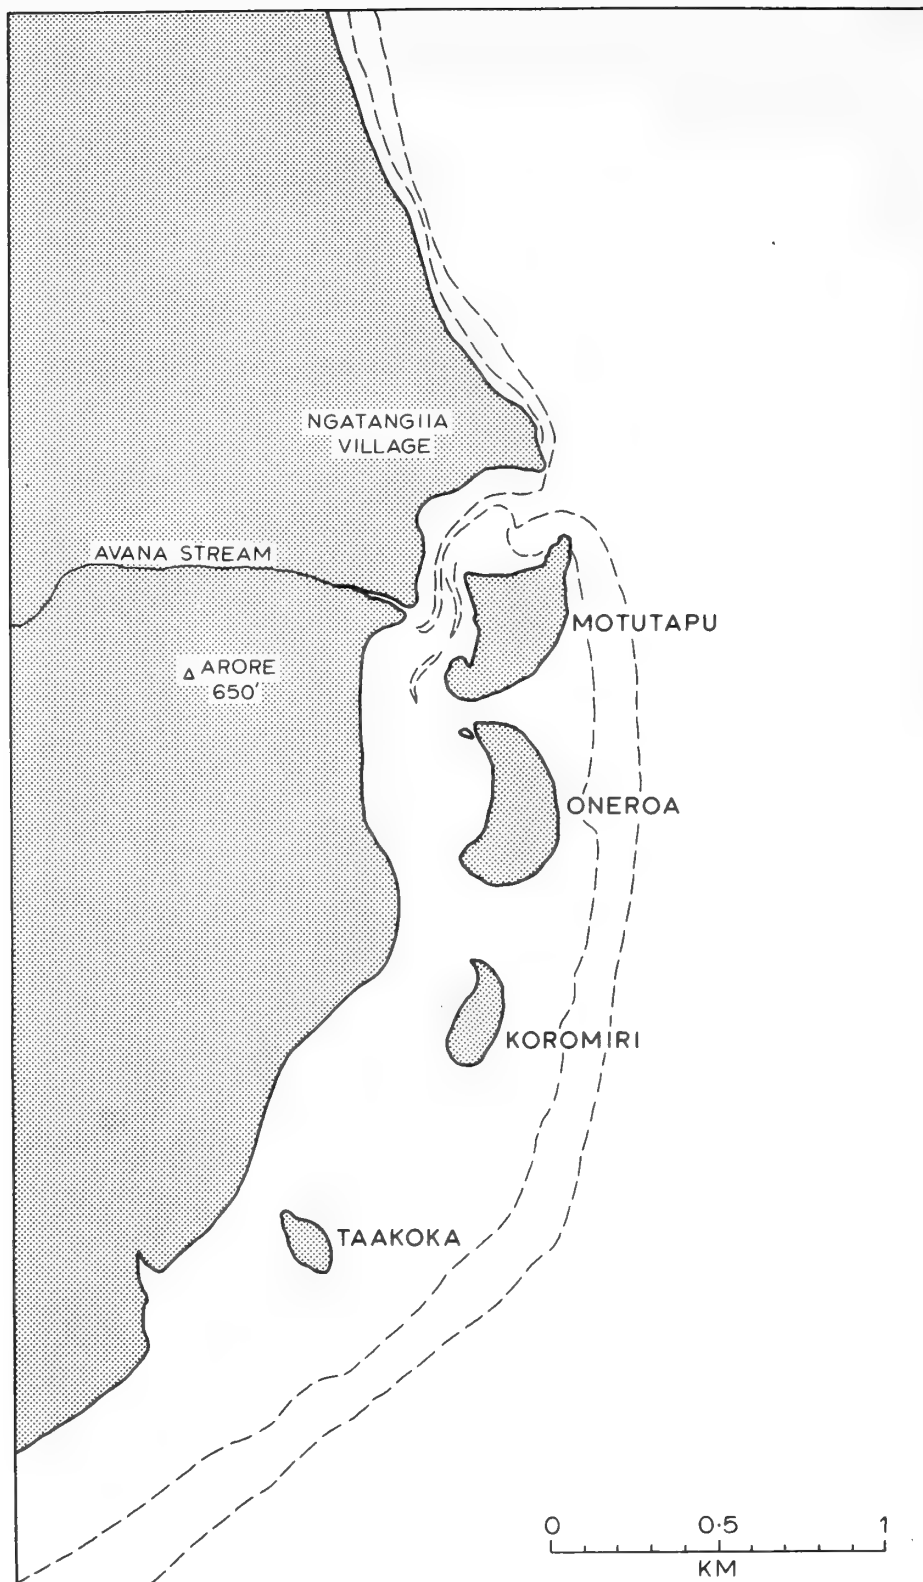 NGATANGIIA
VILLAGE
AVANA STREAM
MOTUTAPU
ARORE
650'
ONEROA
KOROMIRI
TAAKOKA
0 0·5 1
KM